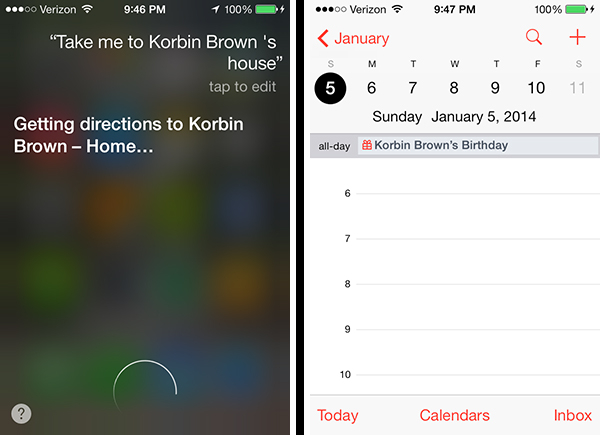 Verizon 9:46 PM 100%
“Take me to Korbin Brown 's
house”
tap to edit
Getting directions to Korbin
Brown – Home…
?
Verizon 9:47 PM 100%
January
S M T W T F S
5 6 7 8 9 10 11
Sunday January 5, 2014
all-day Korbin Brown's Birthday
6
7
8
9
10
Today Calendars Inbox